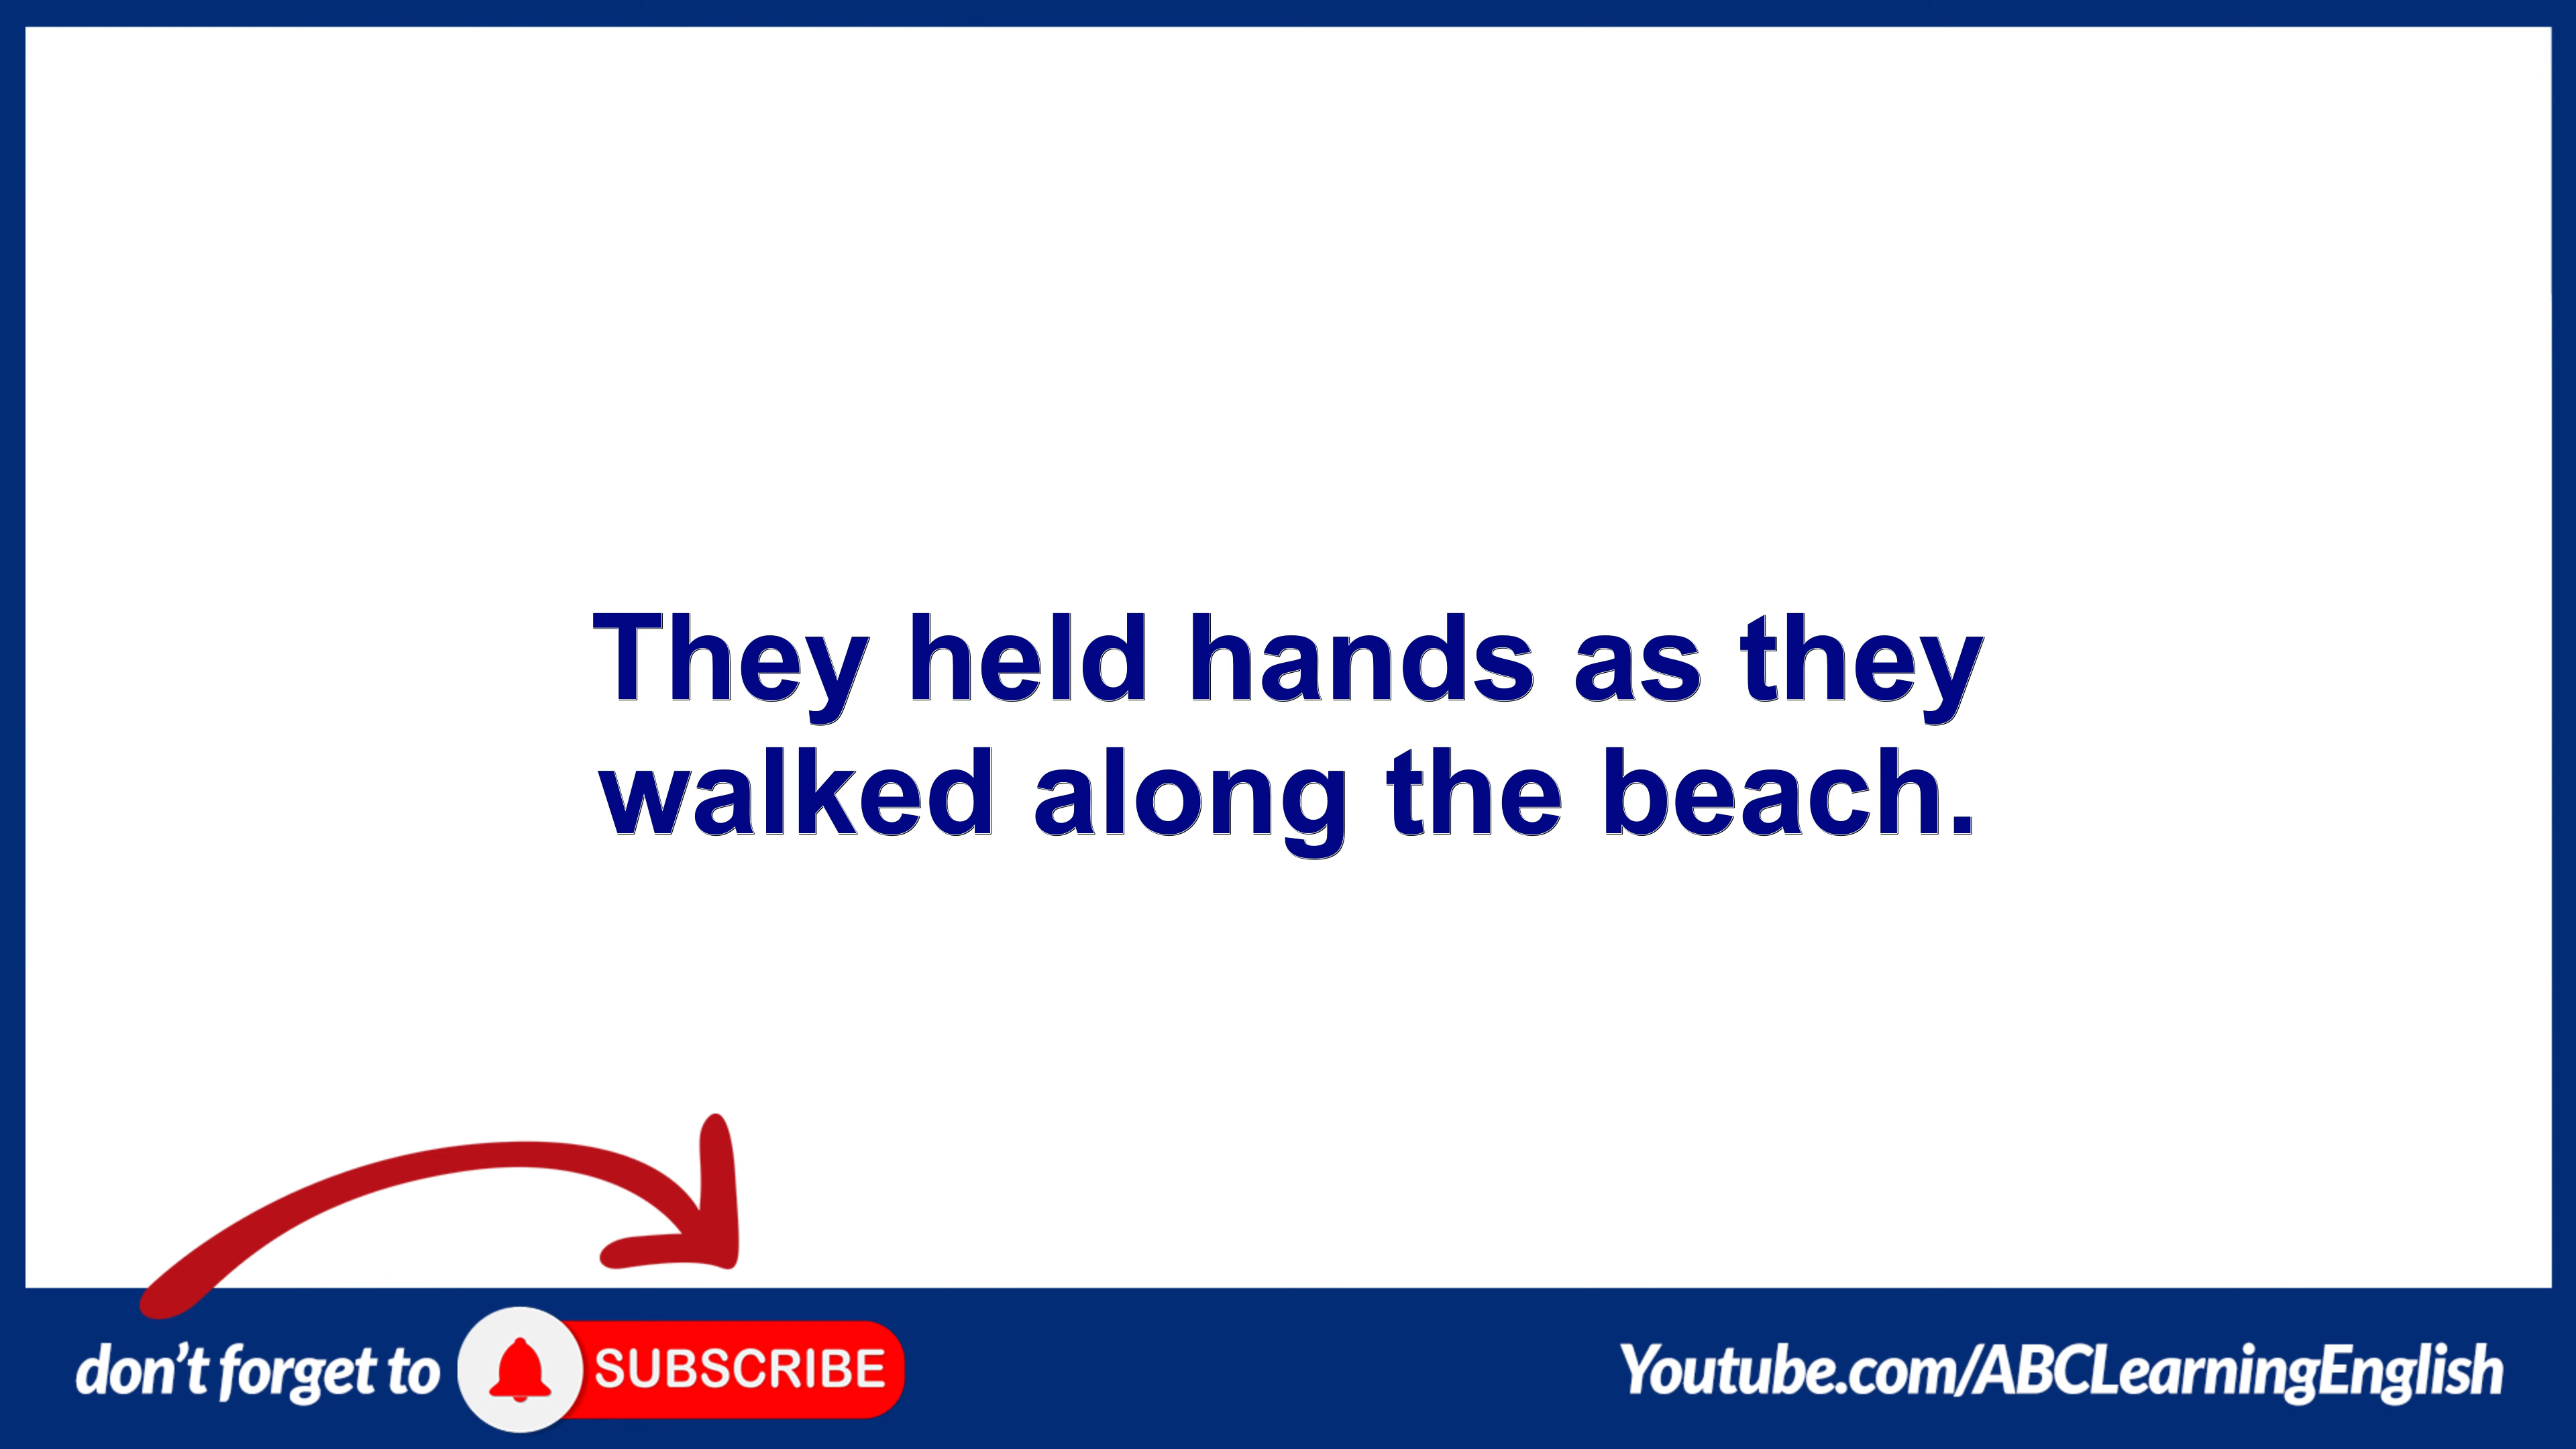 They held hands as they
walked along the beach.
don't forget to SUBSCRIBE
Youtube.com/ABCLearningEnglish